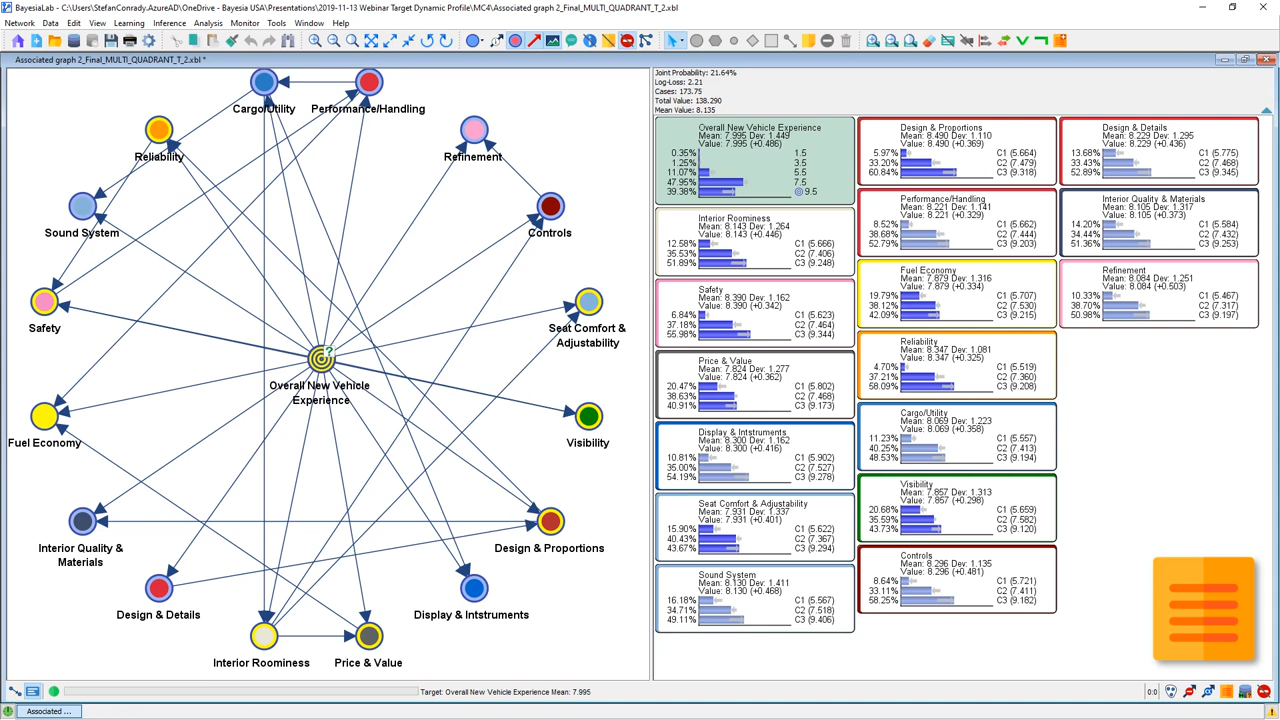 BayesiaLab - C:\Users\StefanConrady.AzureAD\OneDrive - Bayesia USA\Presentations\2019-11-13 Webinar Target Dynamic Profile\MC4\Associated graph 2_Final_MULTI_QUADRANT_T_2.xbl
Network Data Edit View Learning Inference Analysis Monitor Tools Window Help
Associated graph 2_Final_MULTI_QUADRANT_T_2.xbl *
Cargo/Utility
Performance/Handling
Reliability
Refinement
Sound System
Controls
Safety
Seat Comfort &
Adjustability
?
Overall New Vehicle
Experience
Fuel Economy
Visibility
Interior Quality &
Materials
Design & Proportions
Design & Details
Display & Intstruments
Interior Roominess
Price & Value
Joint Probability: 21.64%
Log-Loss: 2.21
Cases: 173.75
Total Value: 138.290
Mean Value: 8.135
Overall New Vehicle Experience
Mean: 7.995 Dev: 1.449
Value: 7.995 (+0.486)
0.35% 1.5
1.25% 3.5
11.07% 5.5
47.95% 7.5
39.38% 9.5
Interior Roominess
Mean: 8.143 Dev: 1.264
Value: 8.143 (+0.446)
12.58% C1 (5.666)
35.53% C2 (7.406)
51.89% C3 (9.248)
Safety
Mean: 8.390 Dev: 1.162
Value: 8.390 (+0.342)
6.84% C1 (5.623)
37.18% C2 (7.464)
55.98% C3 (9.344)
Price & Value
Mean: 7.824 Dev: 1.277
Value: 7.824 (+0.362)
20.47% C1 (5.802)
38.63% C2 (7.468)
40.91% C3 (9.173)
Display & Intstruments
Mean: 8.300 Dev: 1.162
Value: 8.300 (+0.416)
10.81% C1 (5.902)
35.00% C2 (7.527)
54.19% C3 (9.278)
Seat Comfort & Adjustability
Mean: 7.931 Dev: 1.337
Value: 7.931 (+0.401)
15.90% C1 (5.622)
40.43% C2 (7.367)
43.67% C3 (9.294)
Sound System
Mean: 8.130 Dev: 1.411
Value: 8.130 (+0.468)
16.18% C1 (5.567)
34.71% C2 (7.518)
49.11% C3 (9.406)
Design & Proportions
Mean: 8.490 Dev: 1.110
Value: 8.490 (+0.369)
5.97% C1 (5.664)
33.20% C2 (7.479)
60.84% C3 (9.318)
Performance/Handling
Mean: 8.221 Dev: 1.141
Value: 8.221 (+0.329)
8.52% C1 (5.662)
38.68% C2 (7.444)
52.79% C3 (9.203)
Fuel Economy
Mean: 7.879 Dev: 1.316
Value: 7.879 (+0.334)
19.79% C1 (5.707)
38.12% C2 (7.530)
42.09% C3 (9.215)
Reliability
Mean: 8.347 Dev: 1.081
Value: 8.347 (+0.325)
4.70% C1 (5.519)
37.21% C2 (7.360)
58.09% C3 (9.208)
Cargo/Utility
Mean: 8.069 Dev: 1.223
Value: 8.069 (+0.358)
11.23% C1 (5.557)
40.25% C2 (7.413)
48.53% C3 (9.194)
Visibility
Mean: 7.857 Dev: 1.313
Value: 7.857 (+0.298)
20.68% C1 (5.659)
35.59% C2 (7.582)
43.73% C3 (9.120)
Controls
Mean: 8.296 Dev: 1.135
Value: 8.296 (+0.481)
8.64% C1 (5.721)
33.11% C2 (7.411)
58.25% C3 (9.182)
Design & Details
Mean: 8.229 Dev: 1.295
Value: 8.229 (+0.436)
13.68% C1 (5.775)
33.43% C2 (7.468)
52.89% C3 (9.346)
Interior Quality & Materials
Mean: 8.105 Dev: 1.317
Value: 8.105 (+0.373)
14.20% C1 (5.584)
34.44% C2 (7.432)
51.36% C3 (9.253)
Refinement
Mean: 8.084 Dev: 1.251
Value: 8.084 (+0.503)
10.33% C1 (5.467)
38.70% C2 (7.317)
50.98% C3 (9.197)
Target: Overall New Vehicle Experience Mean: 7.995
0:0
Associated ...